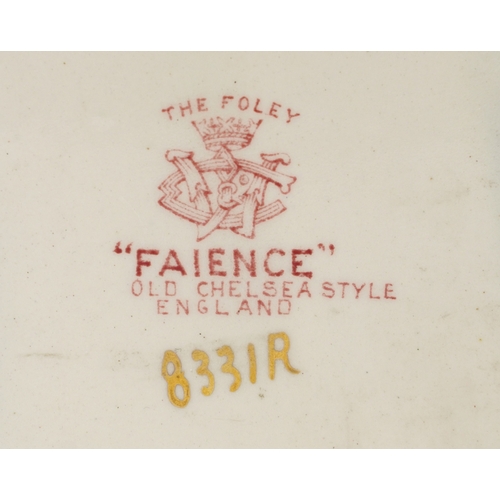 THE FOLEY
"FAIENCE"
OLD CHELSEA STYLE
ENGLAND
8331R